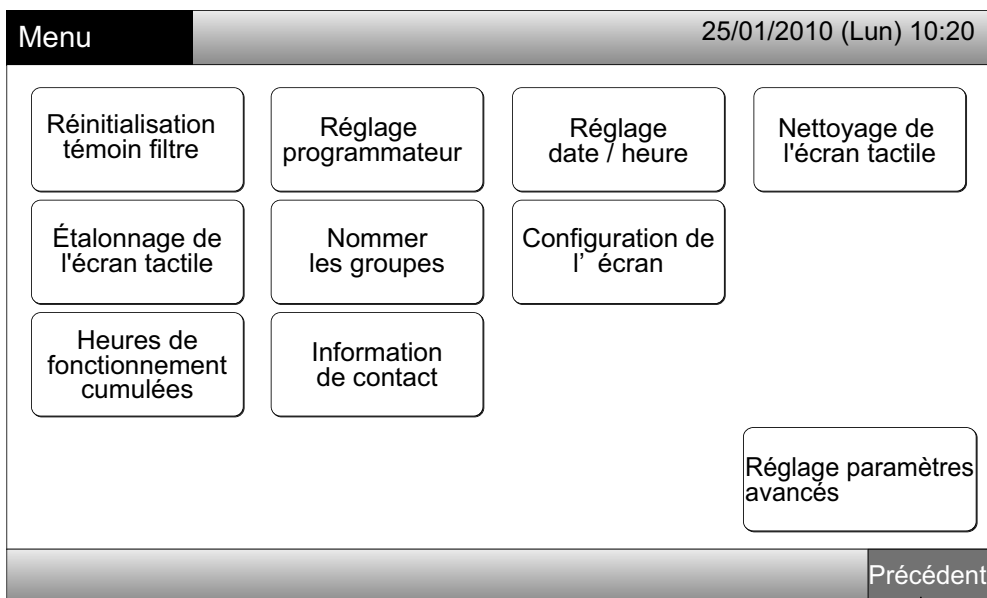 Menu
25/01/2010 (Lun) 10:20
Réinitialisation
témoin filtre
Réglage
programmateur
Réglage
date / heure
Nettoyage de
l'écran tactile
Étalonnage de
l'écran tactile
Nommer
les groupes
Configuration de
l’ écran
Heures de
fonctionnement
cumulées
Information
de contact
Réglage paramètres
avancés
Précédent